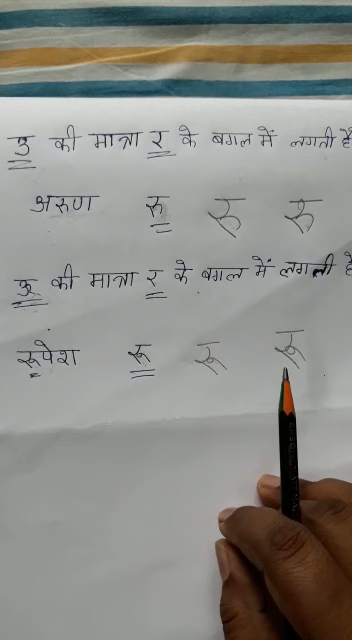 उ की मात्रा र के बगल में लगती है
अरुण रु रु रु
ऊ की मात्रा र के बगल में लगती है
रूपेश रू रू रू